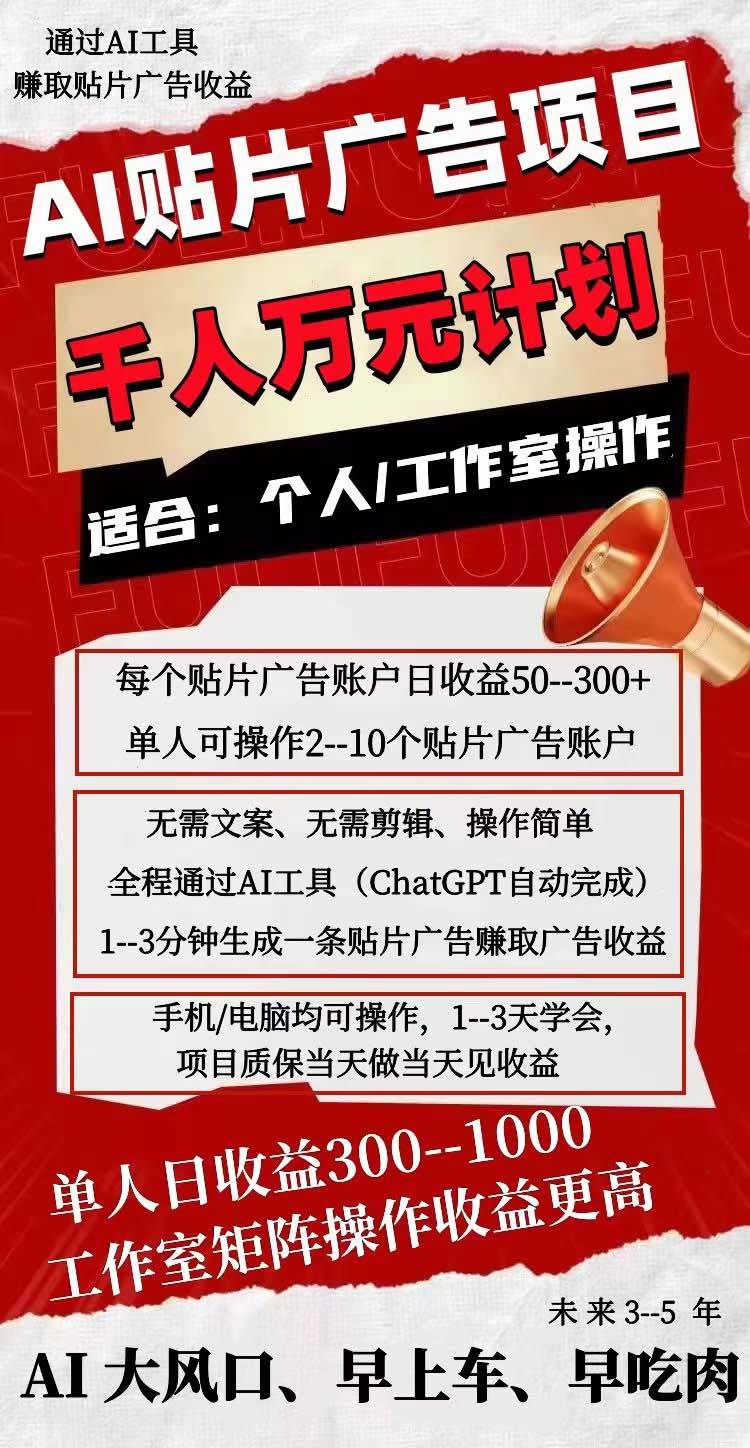 通过AI工具
赚取贴片广告收益
AI贴片广告项目
千人万元计划
适合：个人/工作室操作
每个贴片广告账户日收益50--300+
单人可操作2--10个贴片广告账户
无需文案、无需剪辑、操作简单
全程通过AI工具（ChatGPT自动完成）
1--3分钟生成一条贴片广告赚取广告收益
手机/电脑均可操作，1--3天学会，
项目质保当天做当天见收益
单人日收益300--1000
工作室矩阵操作收益更高
未来3--5 年
AI 大风口、早上车、早吃肉